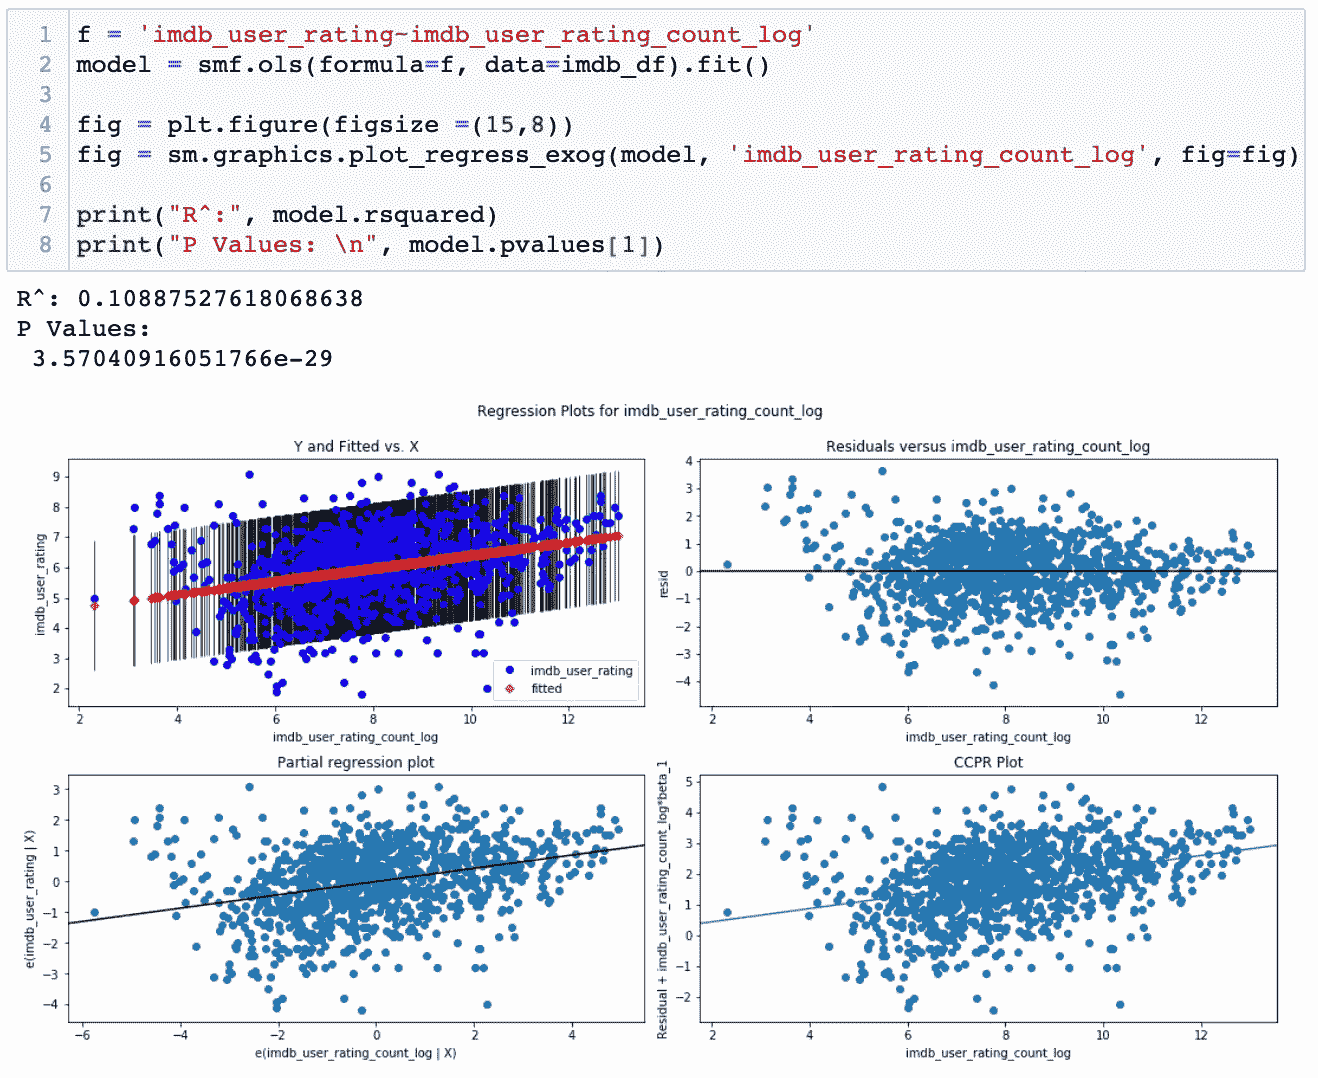 1 f = 'imdb_user_rating~imdb_user_rating_count_log'
2 model = smf.ols(formula=f, data=imdb_df).fit()
3
4 fig = plt.figure(figsize =(15,8))
5 fig = sm.graphics.plot_regress_exog(model, 'imdb_user_rating_count_log', fig=fig)
6
7 print("R^:", model.rsquared)
8 print("P Values: \n", model.pvalues[1])
R^: 0.10887527618068638
P Values:
3.57040916051766e-29
Regression Plots for imdb_user_rating_count_log
Y and Fitted vs. X
imdb_user_rating
9
8
7
6
5
4
3
2
imdb_user_rating
fitted
2 4 6 8 10 12
imdb_user_rating_count_log
Residuals versus imdb_user_rating_count_log
resid
4
3
2
1
0
−1
−2
−3
−4
2 4 6 8 10 12
imdb_user_rating_count_log
Partial regression plot
e(imdb_user_rating | X)
3
2
1
0
−1
−2
−3
−4
−6 −4 −2 0 2 4
e(imdb_user_rating_count_log | X)
CCPR Plot
Residual + imdb_user_rating_count_log*beta_1
5
4
3
2
1
0
−1
−2
2 4 6 8 10 12
imdb_user_rating_count_log